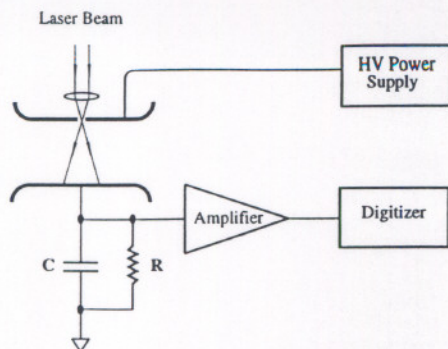 Laser Beam
HV Power
Supply
Amplifier
Digitizer
C
R